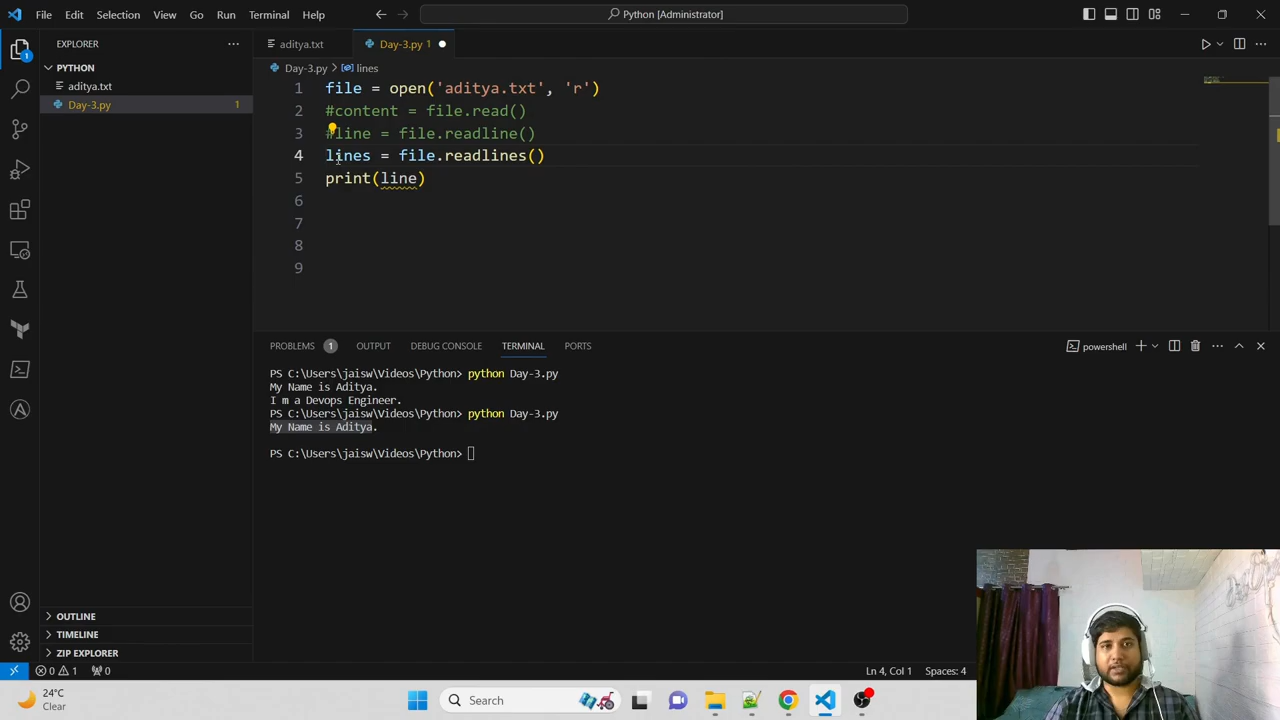 File Edit Selection View Go Run Terminal Help
Python [Administrator]
EXPLORER
aditya.txt
Day-3.py 1
PYTHON
Day-3.py > lines
aditya.txt
Day-3.py 1
1
1 file = open('aditya.txt', 'r')
2 #content = file.read()
3 #line = file.readline()
4 lines = file.readlines()
5 print(line)
6
7
8
9
PROBLEMS 1 OUTPUT DEBUG CONSOLE TERMINAL PORTS
powershell
PS C:\Users\jaisw\Videos\Python> python Day-3.py
My Name is Aditya.
I m a Devops Engineer.
PS C:\Users\jaisw\Videos\Python> python Day-3.py
My Name is Aditya.
PS C:\Users\jaisw\Videos\Python>
OUTLINE
TIMELINE
ZIP EXPLORER
0 1 0
Ln 4, Col 1 Spaces: 4
24°C
Clear
Search